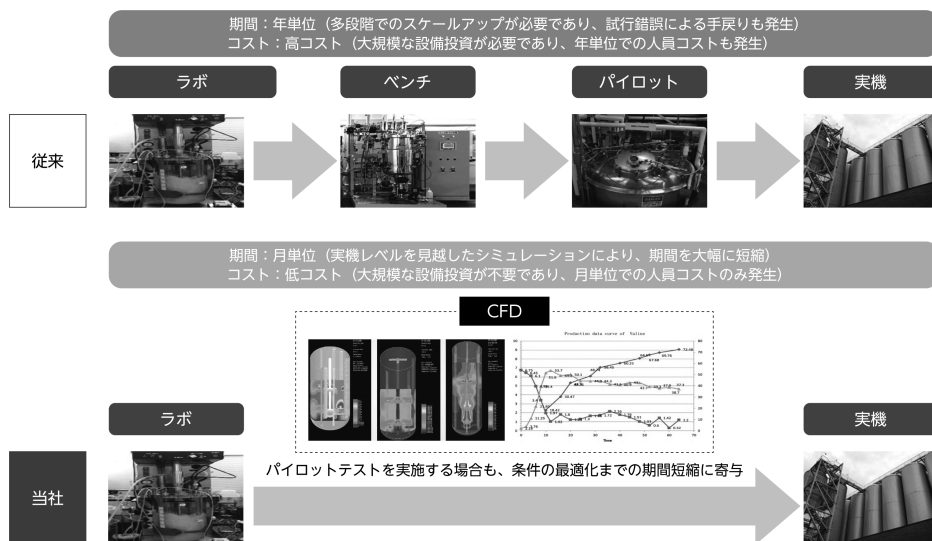 期間：年単位（多段階でのスケールアップが必要であり、試行錯誤による手戻りも発生）
コスト：高コスト（大規模な設備投資が必要であり、年単位での人員コストも発生）
ラボ
ベンチ
パイロット
実機
従来
期間：月単位（実機レベルを見越したシミュレーションにより、期間を大幅に短縮）
コスト：低コスト（大規模な設備投資が不要であり、月単位での人員コストのみ発生）
CFD
Production data curve of Valine
Time
ラボ
実機
パイロットテストを実施する場合も、条件の最適化までの期間短縮に寄与
当社